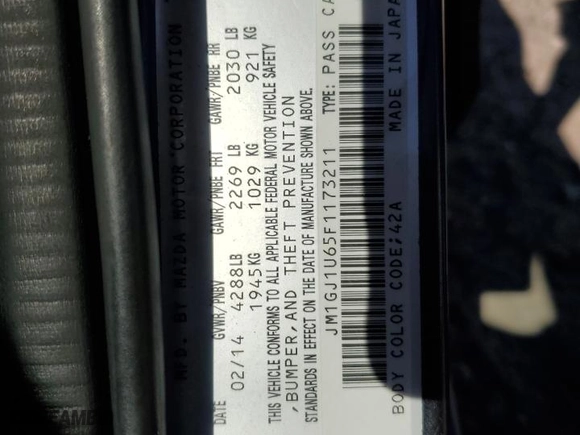 MFD. BY MAZDA MOTOR CORPORATION
DATE GVWR/PNBV GAWR/PNBE FRT GAWR/PNBE RR
02/14 4288LB 2269 LB 2030 LB
1945KG 1029 KG 921 KG
THIS VEHICLE CONFORMS TO ALL APPLICABLE FEDERAL MOTOR VEHICLE SAFETY
,BUMPER,AND THEFT PREVENTION
STANDARDS IN EFFECT ON THE DATE OF MANUFACTURE SHOWN ABOVE.
JM1GJ1U65F1173211 TYPE: PASS CA
BODY COLOR CODE;42A MADE IN JAPA